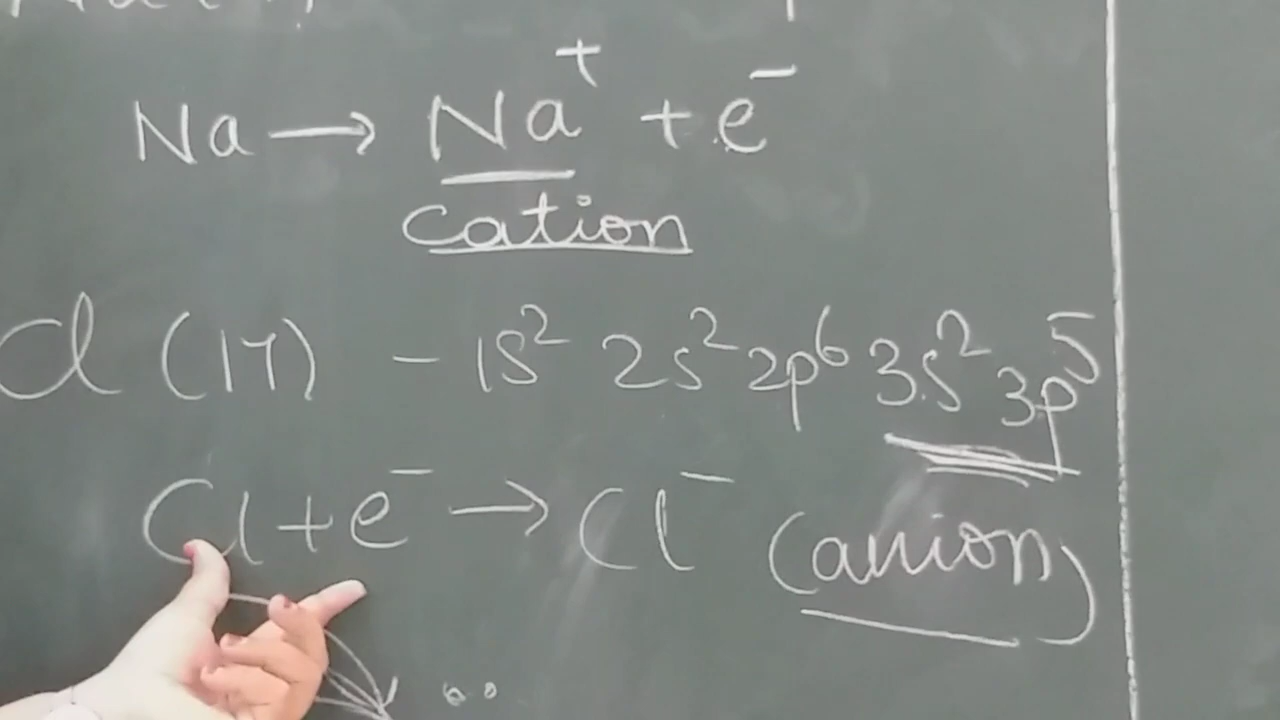 Na → Na⁺ + e⁻
cation
Cl (17) - 1s² 2s² 2p⁶ 3s² 3p⁵
Cl + e⁻ → Cl⁻ (anion)